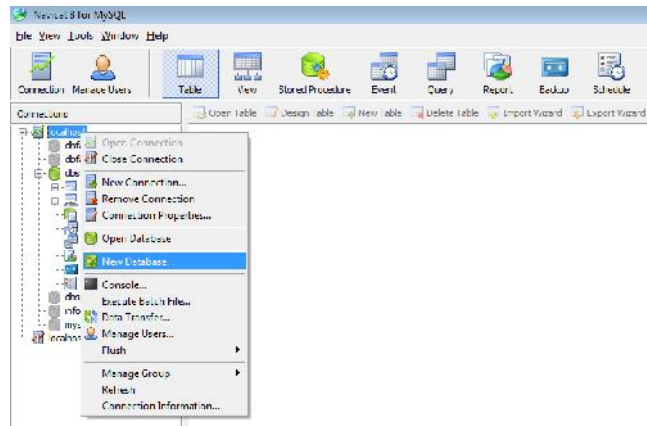 Navicat 8 for MySQL
File View Tools Window Help
Connection Manage Users Table View Stored Procedure Event Query Report Backup Schedule
Connections
Open Table Design Table New Table Delete Table Import Wizard Export Wizard
localhost
Open Connection
Close Connection
dbs
New Connection...
Remove Connection
Connection Properties...
Open Database
New Database...
Console...
Execute Batch File...
Data Transfer...
Manage Users...
Flush
Manage Group
Refresh
Connection Information...